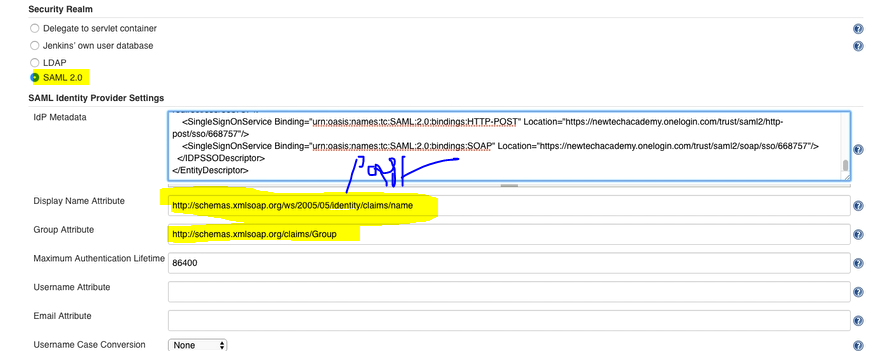 Security Realm
Delegate to servlet container
Jenkins' own user database
LDAP
SAML 2.0
SAML Identity Provider Settings
IdP Metadata
<SingleSignOnService Binding="urn:oasis:names:tc:SAML:2.0:bindings:HTTP-POST" Location="https://newtechacademy.onelogin.com/trust/saml2/http-
post/sso/668757"/>
<SingleSignOnService Binding="urn:oasis:names:tc:SAML:2.0:bindings:SOAP" Location="https://newtechacademy.onelogin.com/trust/saml2/soap/sso/668757"/>
</IDPSSODescriptor>
</EntityDescriptor>
Display Name Attribute
http://schemas.xmlsoap.org/ws/2005/05/identity/claims/name
Group Attribute
http://schemas.xmlsoap.org/claims/Group
Maximum Authentication Lifetime
86400
Username Attribute
Email Attribute
Username Case Conversion
None